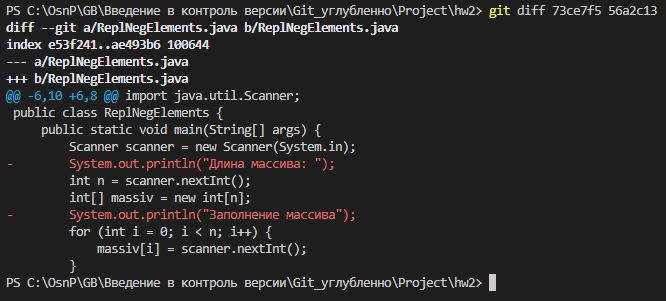 PS C:\OsnP\GB\Введение в контроль версии\Git_углубленно\Project\hw2> git diff 73ce7f5 56a2c13
diff --git a/ReplNegElements.java b/ReplNegElements.java
index e53f241..ae493b6 100644
--- a/ReplNegElements.java
+++ b/ReplNegElements.java
@@ -6,10 +6,8 @@ import java.util.Scanner;
 public class ReplNegElements {
     public static void main(String[] args) {
         Scanner scanner = new Scanner(System.in);
-        System.out.println("Длина массива: ");
         int n = scanner.nextInt();
         int[] massiv = new int[n];
-        System.out.println("Заполнение массива");
         for (int i = 0; i < n; i++) {
             massiv[i] = scanner.nextInt();
         }
PS C:\OsnP\GB\Введение в контроль версии\Git_углубленно\Project\hw2>